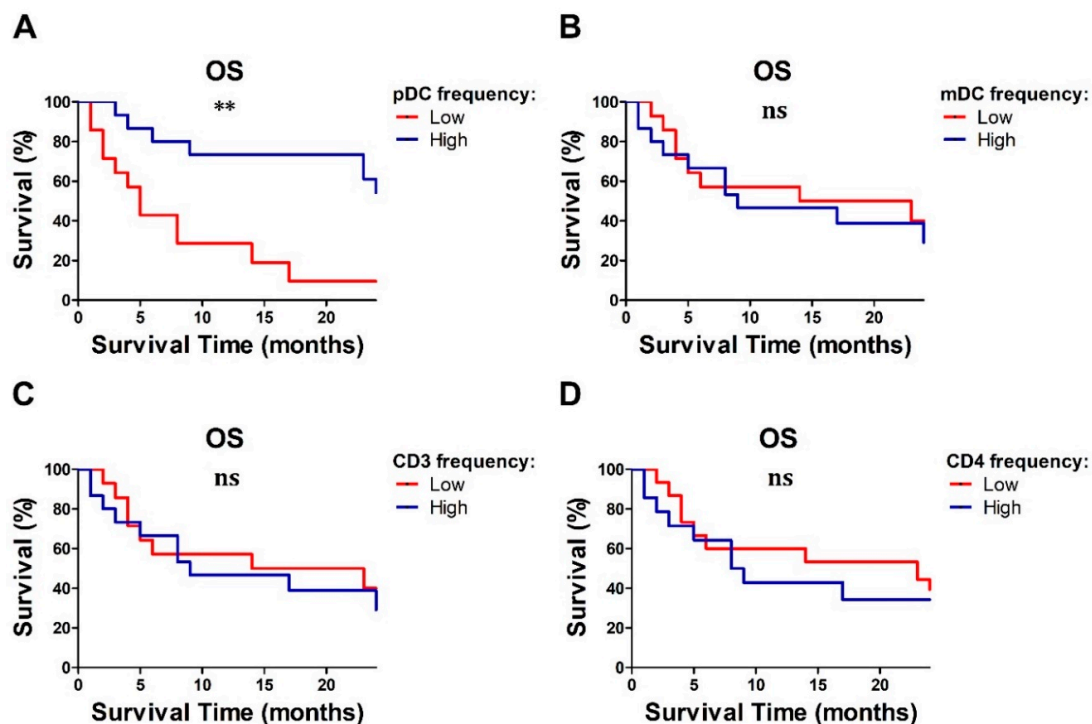 A
OS
**
pDC frequency:
Low
High
Survival (%)
100
80
60
40
20
0
0 5 10 15 20
Survival Time (months)
B
OS
ns
mDC frequency:
Low
High
Survival (%)
100
80
60
40
20
0
0 5 10 15 20
Survival Time (months)
C
OS
ns
CD3 frequency:
Low
High
Survival (%)
100
80
60
40
20
0
0 5 10 15 20
Survival Time (months)
D
OS
ns
CD4 frequency:
Low
High
Survival (%)
100
80
60
40
20
0
0 5 10 15 20
Survival Time (months)